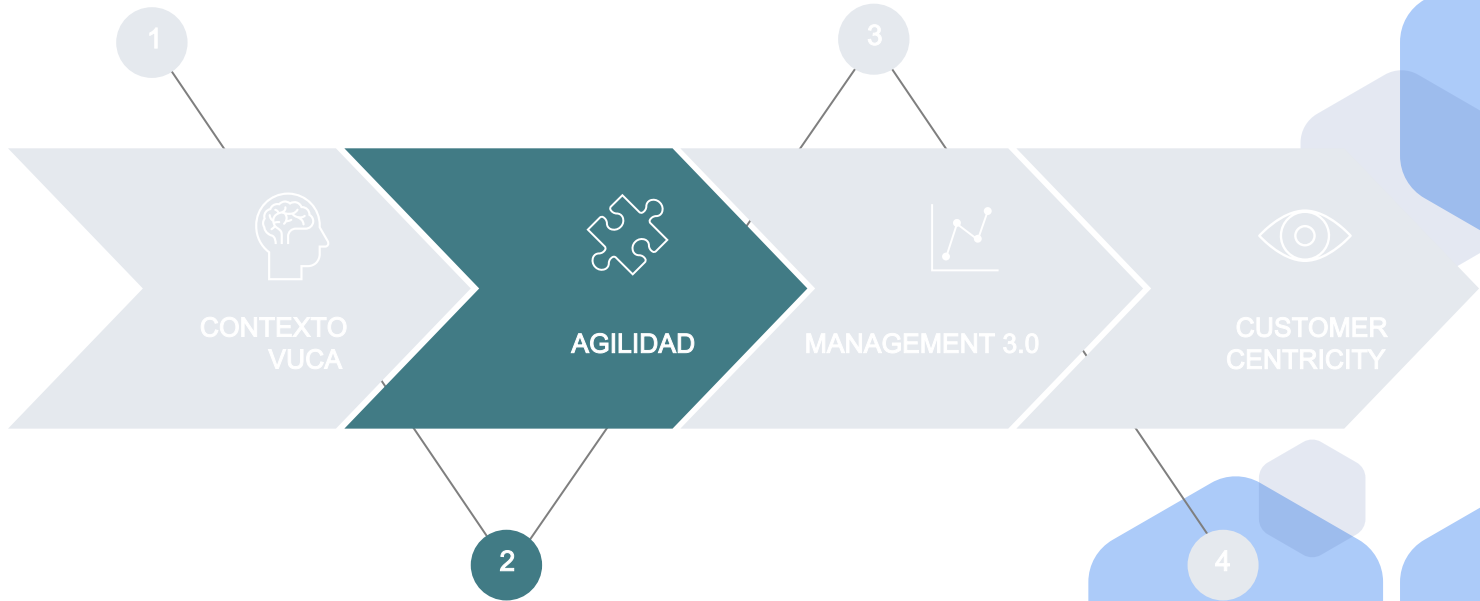 1
3
CONTEXTO
VUCA
AGILIDAD
MANAGEMENT 3.0
CUSTOMER
CENTRICITY
2
4